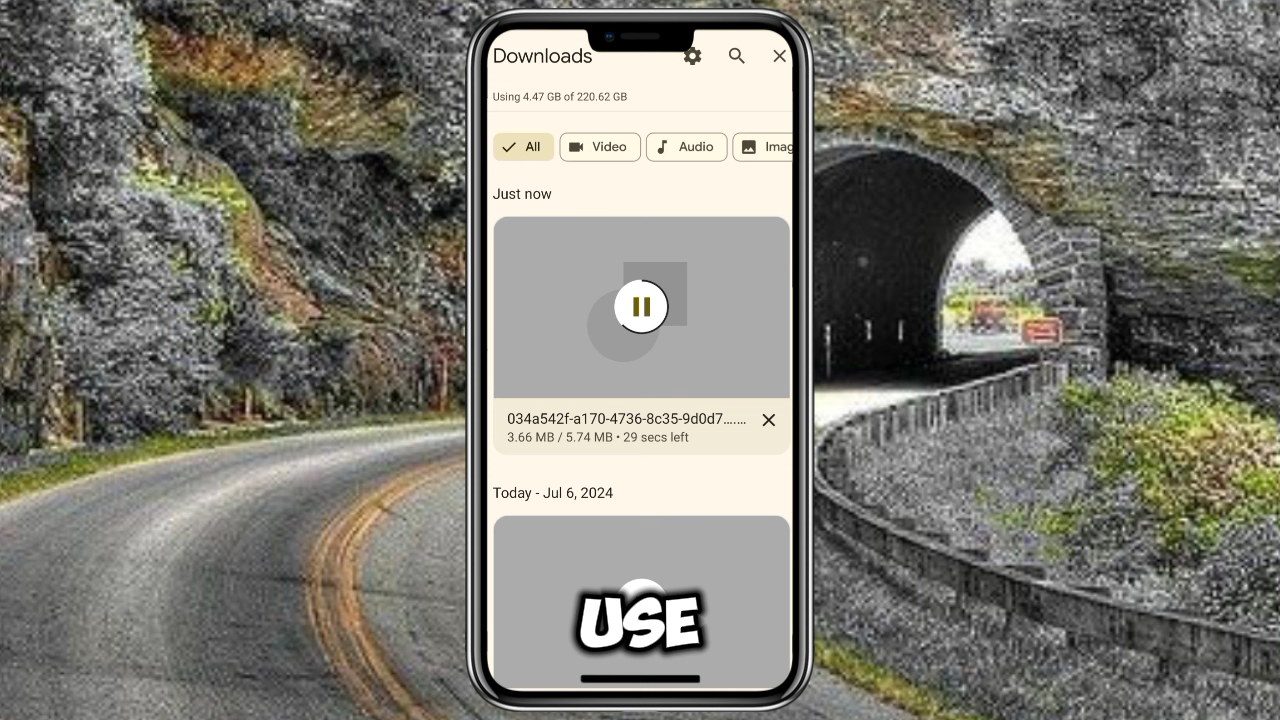 Downloads
Using 4.47 GB of 220.62 GB
All
Video
Audio
Imag
Just now
034a542f-a170-4736-8c35-9d0d7......
3.66 MB / 5.74 MB • 29 secs left
Today - Jul 6, 2024
USE